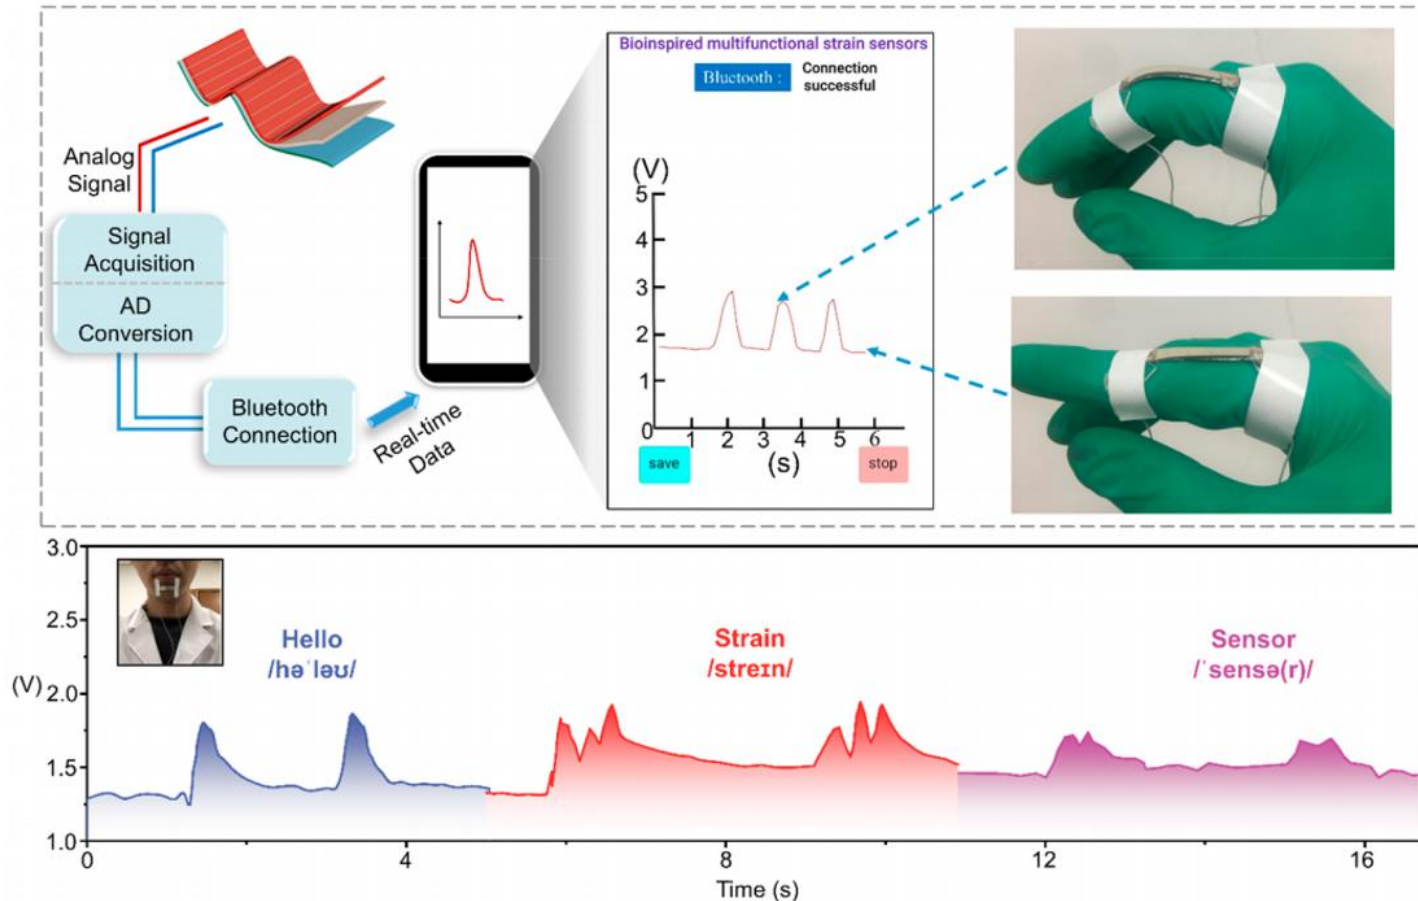 Analog
Signal
Signal
Acquisition
AD
Conversion
Bluetooth
Connection
Real-time
Data
Bioinspired multifunctional strain sensors
Bluetooth :
Connection
successful
(V)
5
4
3
2
1
0
1 2 3 4 5 6
(s)
save
stop
3.0
2.5
(V)
2.0
1.5
1.0
Hello
/həˈləʊ/
Strain
/streɪn/
Sensor
/ˈsensə(r)/
0 4 8 12 16
Time (s)